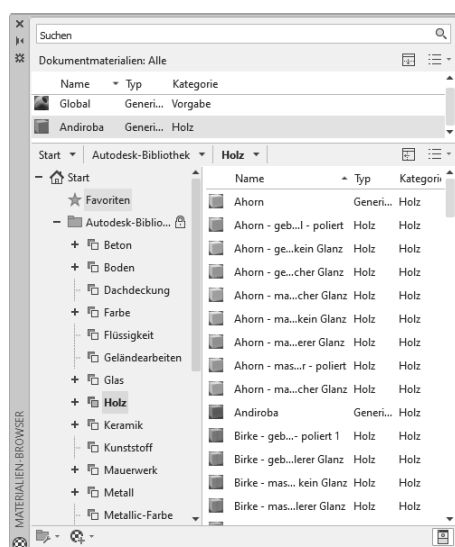 Suchen
Dokumentmaterialien: Alle
Name Typ Kategorie
Global Generi... Vorgabe
Andiroba Generi... Holz
Start Autodesk-Bibliothek Holz
Start
Favoriten
Autodesk-Biblio...
Beton
Boden
Dachdeckung
Farbe
Flüssigkeit
Geländearbeiten
Glas
Holz
Keramik
Kunststoff
Mauerwerk
Metall
Metallic-Farbe
Name Typ Kategori
Ahorn Generi... Holz
Ahorn - geb...l - poliert Holz Holz
Ahorn - ge...kein Glanz Holz Holz
Ahorn - ge...cher Glanz Holz Holz
Ahorn - ma...cher Glanz Holz Holz
Ahorn - ma...kein Glanz Holz Holz
Ahorn - ma...erer Glanz Holz Holz
Ahorn - mas...r - poliert Holz Holz
Ahorn - ma...cher Glanz Holz Holz
Andiroba Generi... Holz
Birke - geb...- poliert 1 Holz Holz
Birke - geb...lerer Glanz Holz Holz
Birke - mas... kein Glanz Holz Holz
Birke - mas...lerer Glanz Holz Holz
MATERIALIEN-BROWSER